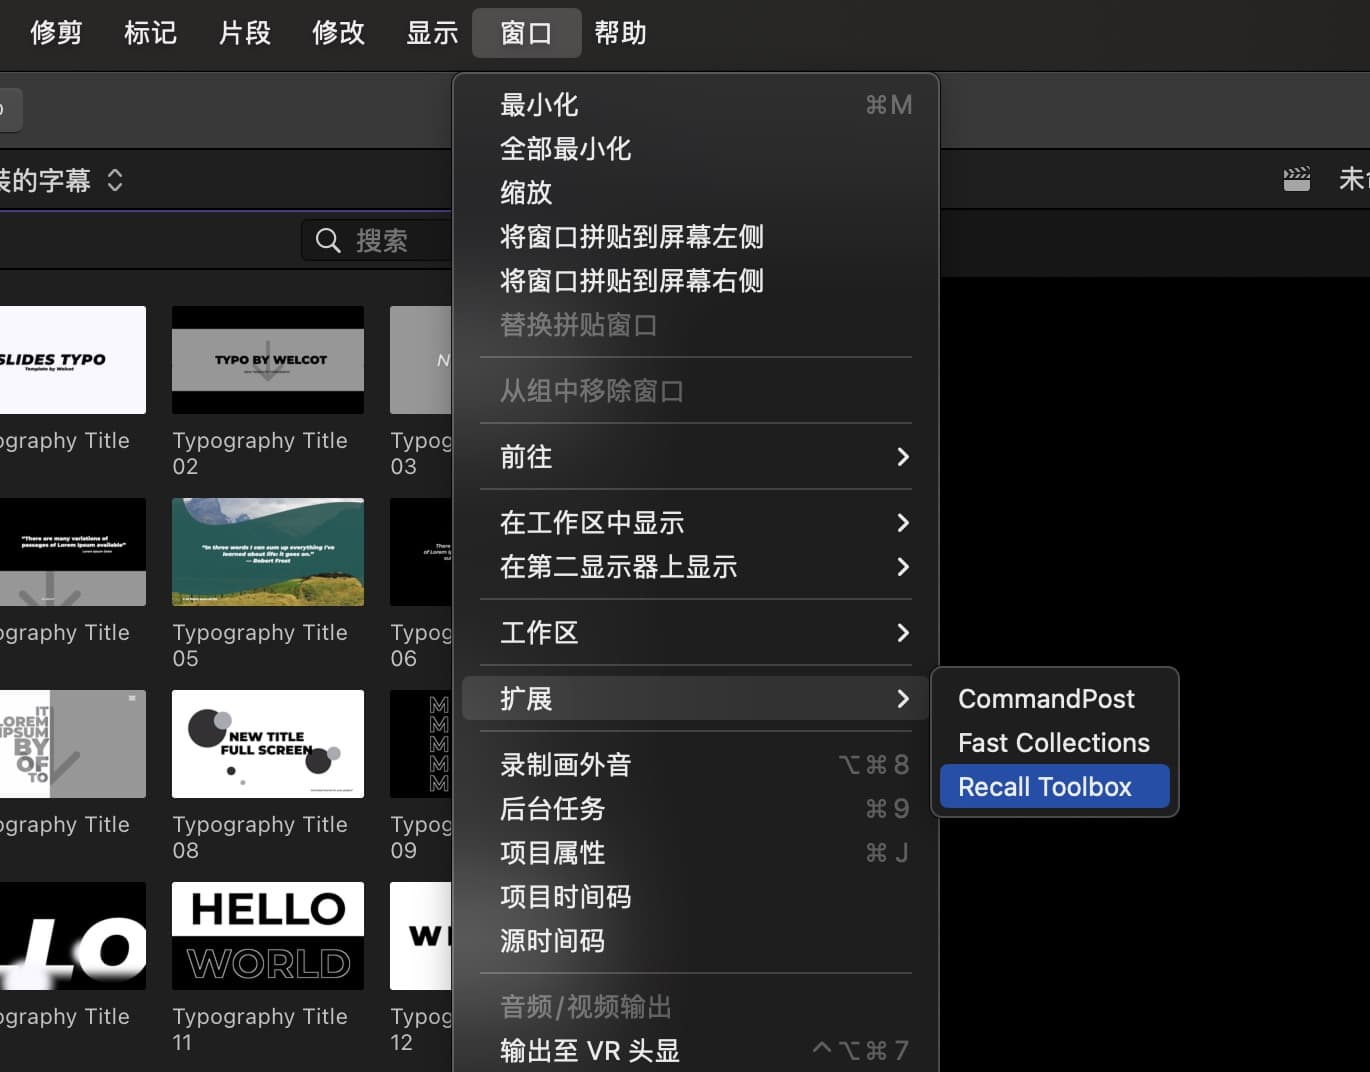 修剪 标记 片段 修改 显示 窗口 帮助
的字幕
搜索
最小化 ⌘M
全部最小化
缩放
将窗口拼贴到屏幕左侧
将窗口拼贴到屏幕右侧
替换拼贴窗口
从组中移除窗口
前往
在工作区中显示
在第二显示器上显示
工作区
扩展
录制画外音 ⌥⌘8
后台任务 ⌘9
项目属性 ⌘J
项目时间码
源时间码
音频/视频输出
输出至 VR 头显 ^⌥⌘7
CommandPost
Fast Collections
Recall Toolbox
未
SLIDES TYPO
Template by Welcot
TYPO BY WELCOT
N
ography Title
Typography Title
02
Typog
03
"There are many variations of
passages of Lorem Ipsum available"
Lorem Ipsum Dolor
"In three words I can sum up everything I've
learned about life: it goes on."
— Robert Frost
There
of Lorem
ography Title
Typography Title
05
Typog
06
IT
LOREM
IPSUM
BY
OF
TO
NEW TITLE
FULL SCREEN
M
M
M
M
M
ography Title
Typography Title
08
Typog
09
LO
HELLO
WORLD
W
ography Title
Typography Title
11
Typog
12